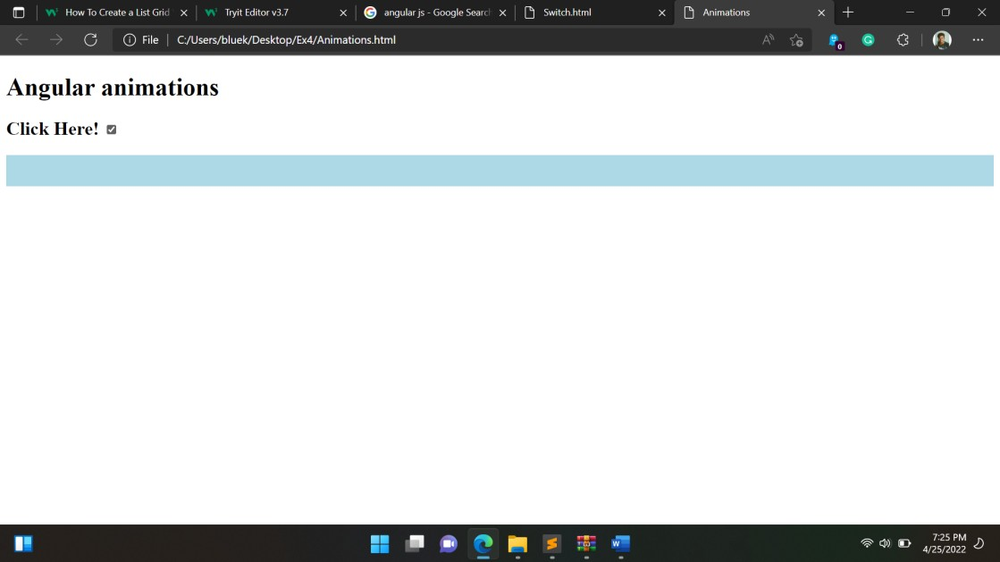 How To Create a List Grid
Tryit Editor v3.7
angular js - Google Search
Switch.html
Animations
File
C:/Users/bluek/Desktop/Ex4/Animations.html
0
Angular animations
Click Here!
7:25 PM
4/25/2022